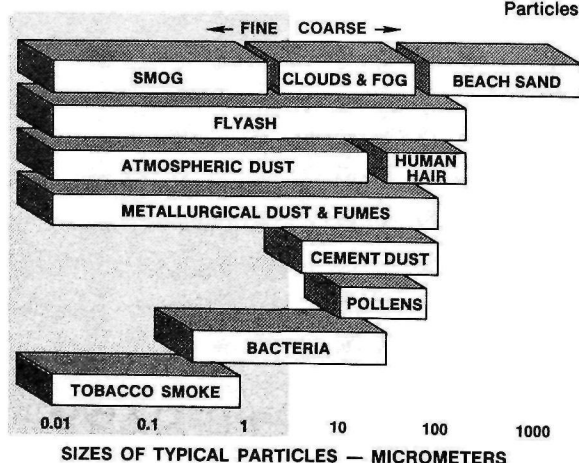 Particles
← FINE COARSE →
SMOG CLOUDS & FOG BEACH SAND
FLYASH
ATMOSPHERIC DUST HUMAN HAIR
METALLURGICAL DUST & FUMES
CEMENT DUST
POLLENS
BACTERIA
TOBACCO SMOKE
0.01 0.1 1 10 100 1000
SIZES OF TYPICAL PARTICLES — MICROMETERS